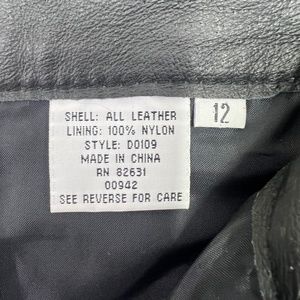 SHELL: ALL LEATHER
LINING: 100% NYLON
STYLE: D0109
MADE IN CHINA
RN 82631
00942
SEE REVERSE FOR CARE
12